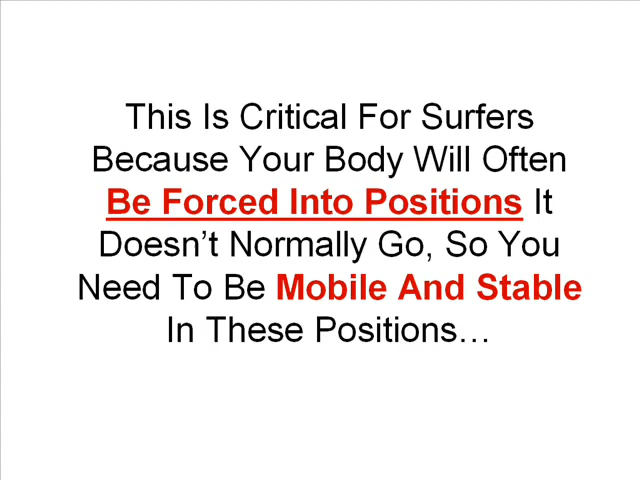 This Is Critical For Surfers
Because Your Body Will Often
Be Forced Into Positions It
Doesn’t Normally Go, So You
Need To Be Mobile And Stable
In These Positions…